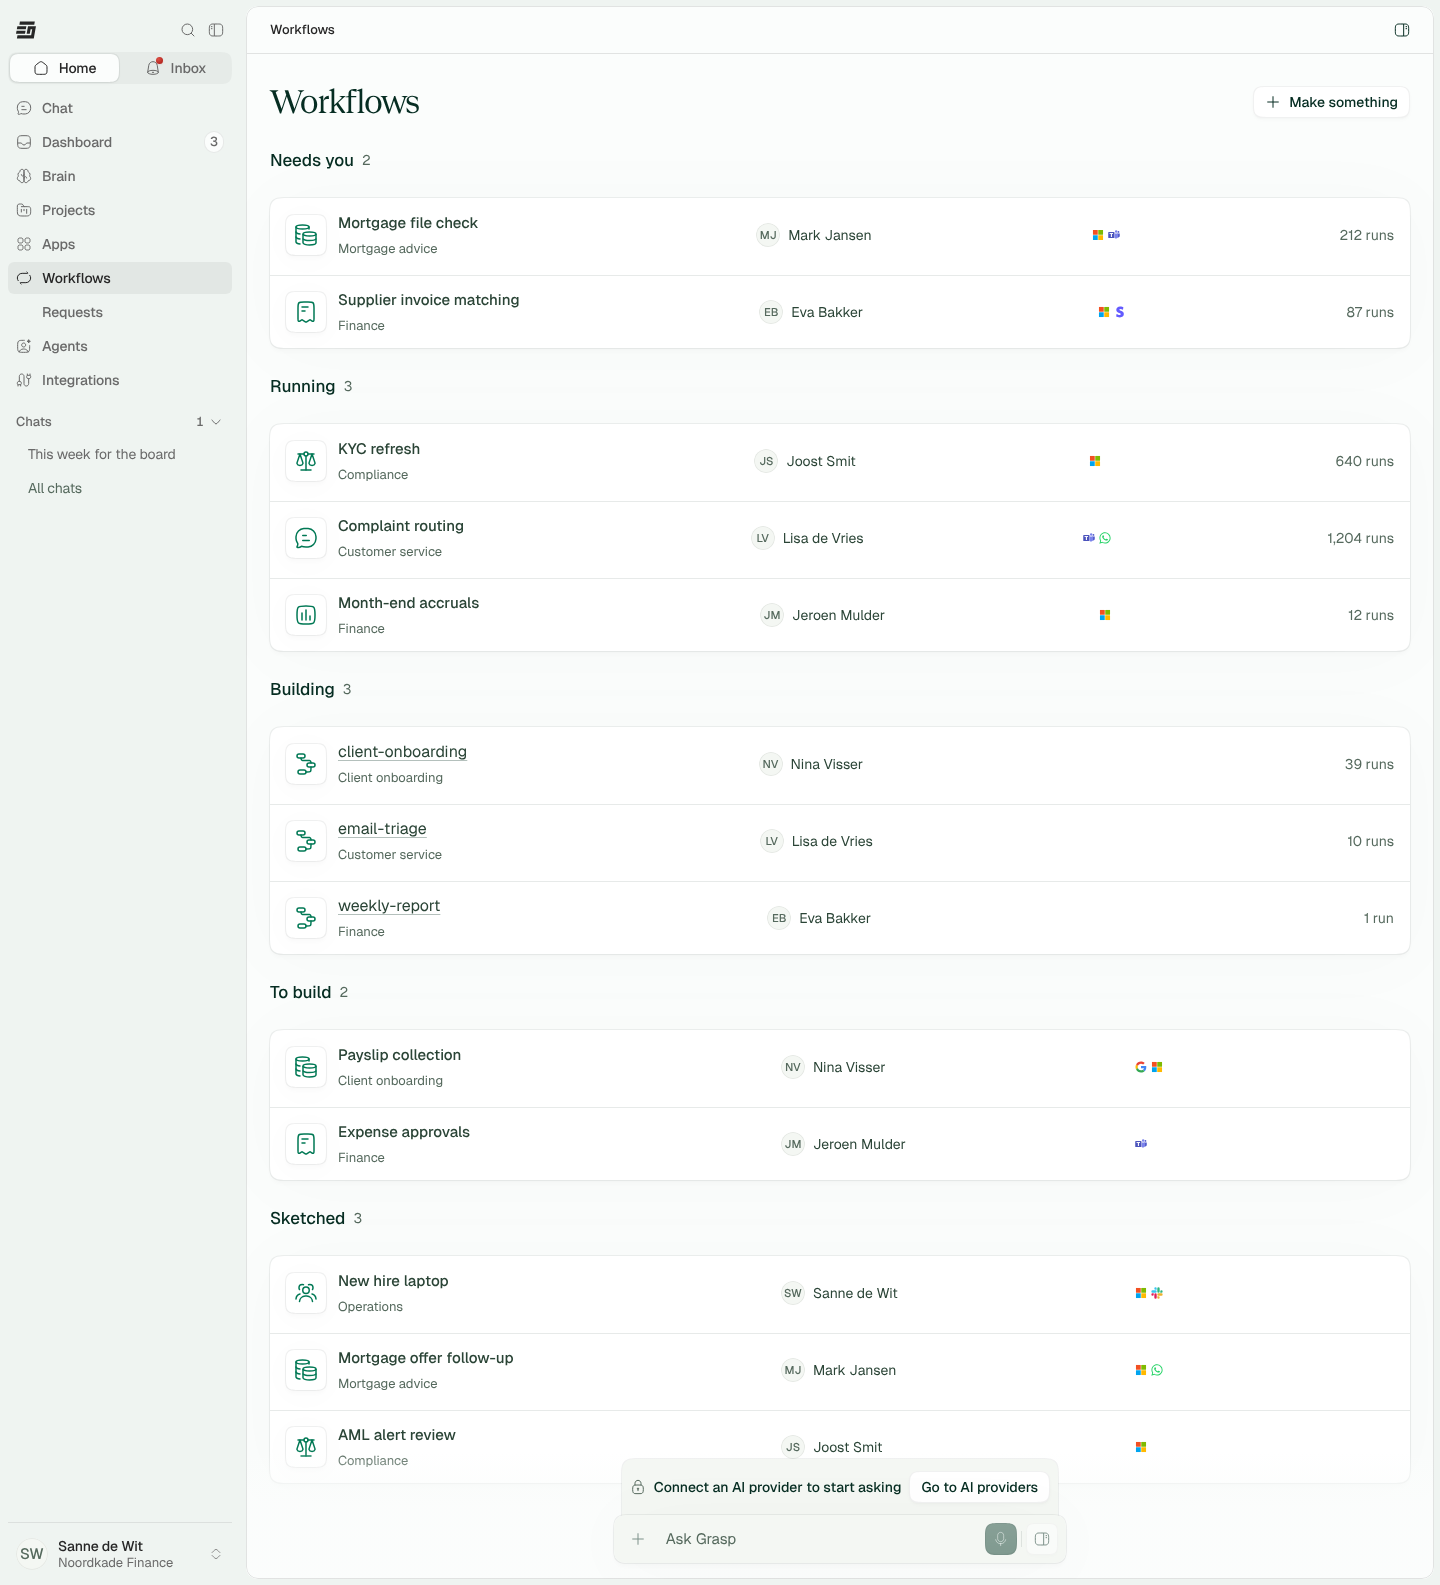 Workflows
Home
Inbox
Chat
Dashboard
3
Brain
Projects
Apps
Workflows
Requests
Agents
Integrations
Chats
1
This week for the board
All chats
SW
Sanne de Wit
Noordkade Finance
Workflows
Make something
Needs you 2
Mortgage file check
Mortgage advice
MJ Mark Jansen
212 runs
Supplier invoice matching
Finance
EB Eva Bakker
87 runs
Running 3
KYC refresh
Compliance
JS Joost Smit
640 runs
Complaint routing
Customer service
LV Lisa de Vries
1,204 runs
Month-end accruals
Finance
JM Jeroen Mulder
12 runs
Building 3
client-onboarding
Client onboarding
NV Nina Visser
39 runs
email-triage
Customer service
LV Lisa de Vries
10 runs
weekly-report
Finance
EB Eva Bakker
1 run
To build 2
Payslip collection
Client onboarding
NV Nina Visser
Expense approvals
Finance
JM Jeroen Mulder
Sketched 3
New hire laptop
Operations
SW Sanne de Wit
Mortgage offer follow-up
Mortgage advice
MJ Mark Jansen
AML alert review
Compliance
JS Joost Smit
Connect an AI provider to start asking
Go to AI providers
Ask Grasp